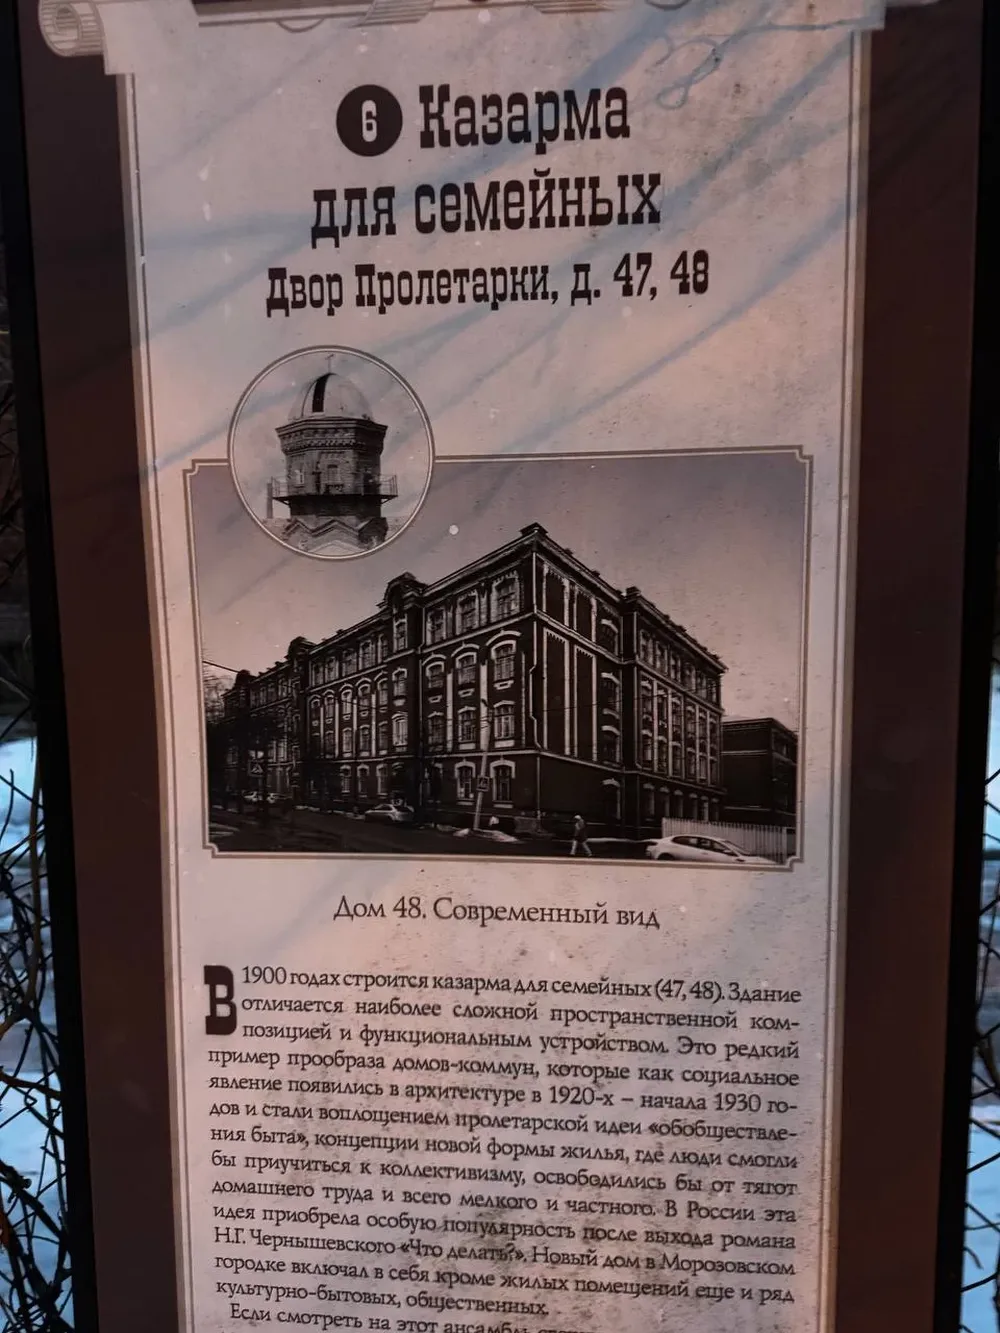 6 Казарма
для семейных
Двор Пролетарки, д. 47, 48
Дом 48. Современный вид
В 1900 годах строится казарма для семейных (47, 48). Здание
отличается наиболее сложной пространственной ком-
позицией и функциональным устройством. Это редкий
пример прообраза домов-коммун, которые как социальное
явление появились в архитектуре в 1920-х – начала 1930 го-
дов и стали воплощением пролетарской идеи «обобществле-
ния быта», концепции новой формы жилья, где люди смогли
бы приучиться к коллективизму, освободились бы от тягот
домашнего труда и всего мелкого и частного. В России эта
идея приобрела особую популярность после выхода романа
Н.Г. Чернышевского «Что делать?». Новый дом в Морозовском
городке включал в себя кроме жилых помещений еще и ряд
культурно-бытовых, общественных.
Если смотреть на этот ансамбль